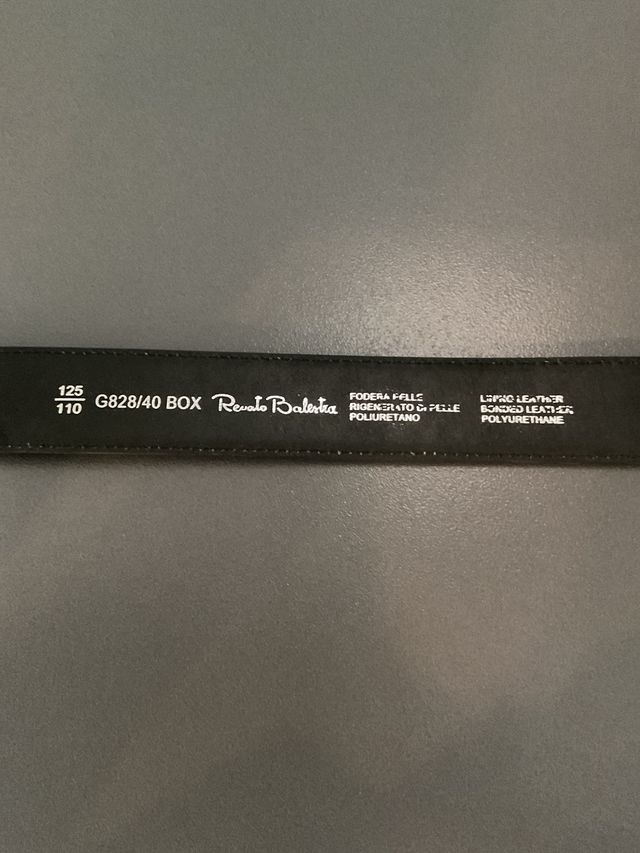 125
110
G828/40 BOX
Renato Balestra
FODERA PELLE
RIGENERATO DI PELLE
POLIURETANO
LINING LEATHER
BONDED LEATHER
POLYURETHANE